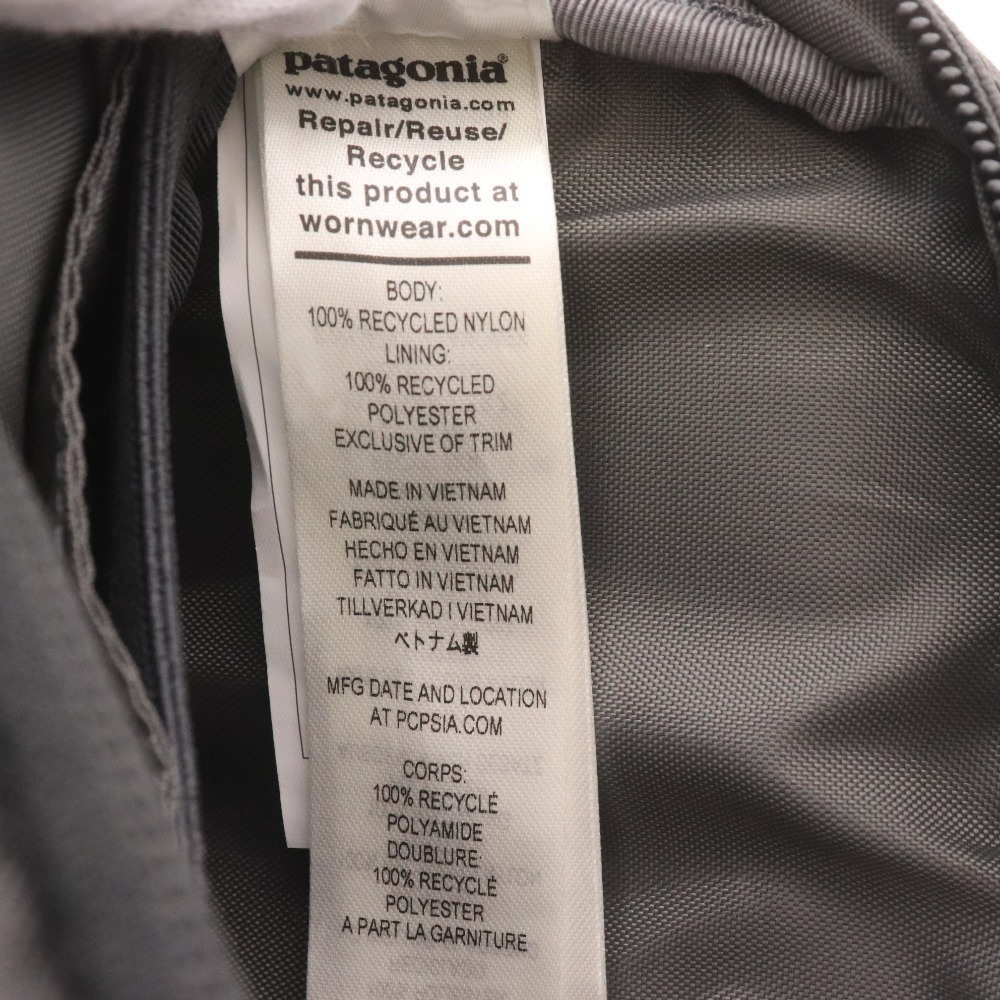 patagonia®
www.patagonia.com
Repair/Reuse/
Recycle
this product at
wornwear.com
BODY:
100% RECYCLED NYLON
LINING:
100% RECYCLED
POLYESTER
EXCLUSIVE OF TRIM
MADE IN VIETNAM
FABRIQUÉ AU VIETNAM
HECHO EN VIETNAM
FATTO IN VIETNAM
TILLVERKAD I VIETNAM
ベトナム製
MFG DATE AND LOCATION
AT PCPSIA.COM
CORPS:
100% RECYCLÉ
POLYAMIDE
DOUBLURE:
100% RECYCLÉ
POLYESTER
A PART LA GARNITURE